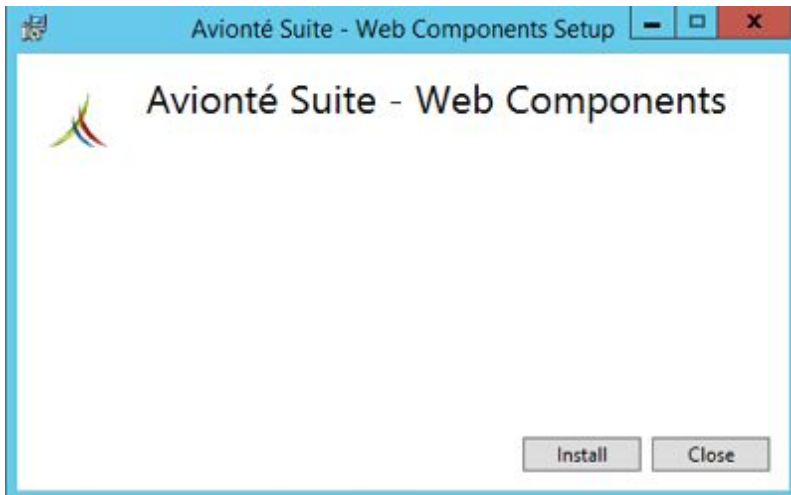 Avionté Suite - Web Components Setup
Avionté Suite - Web Components
Install Close